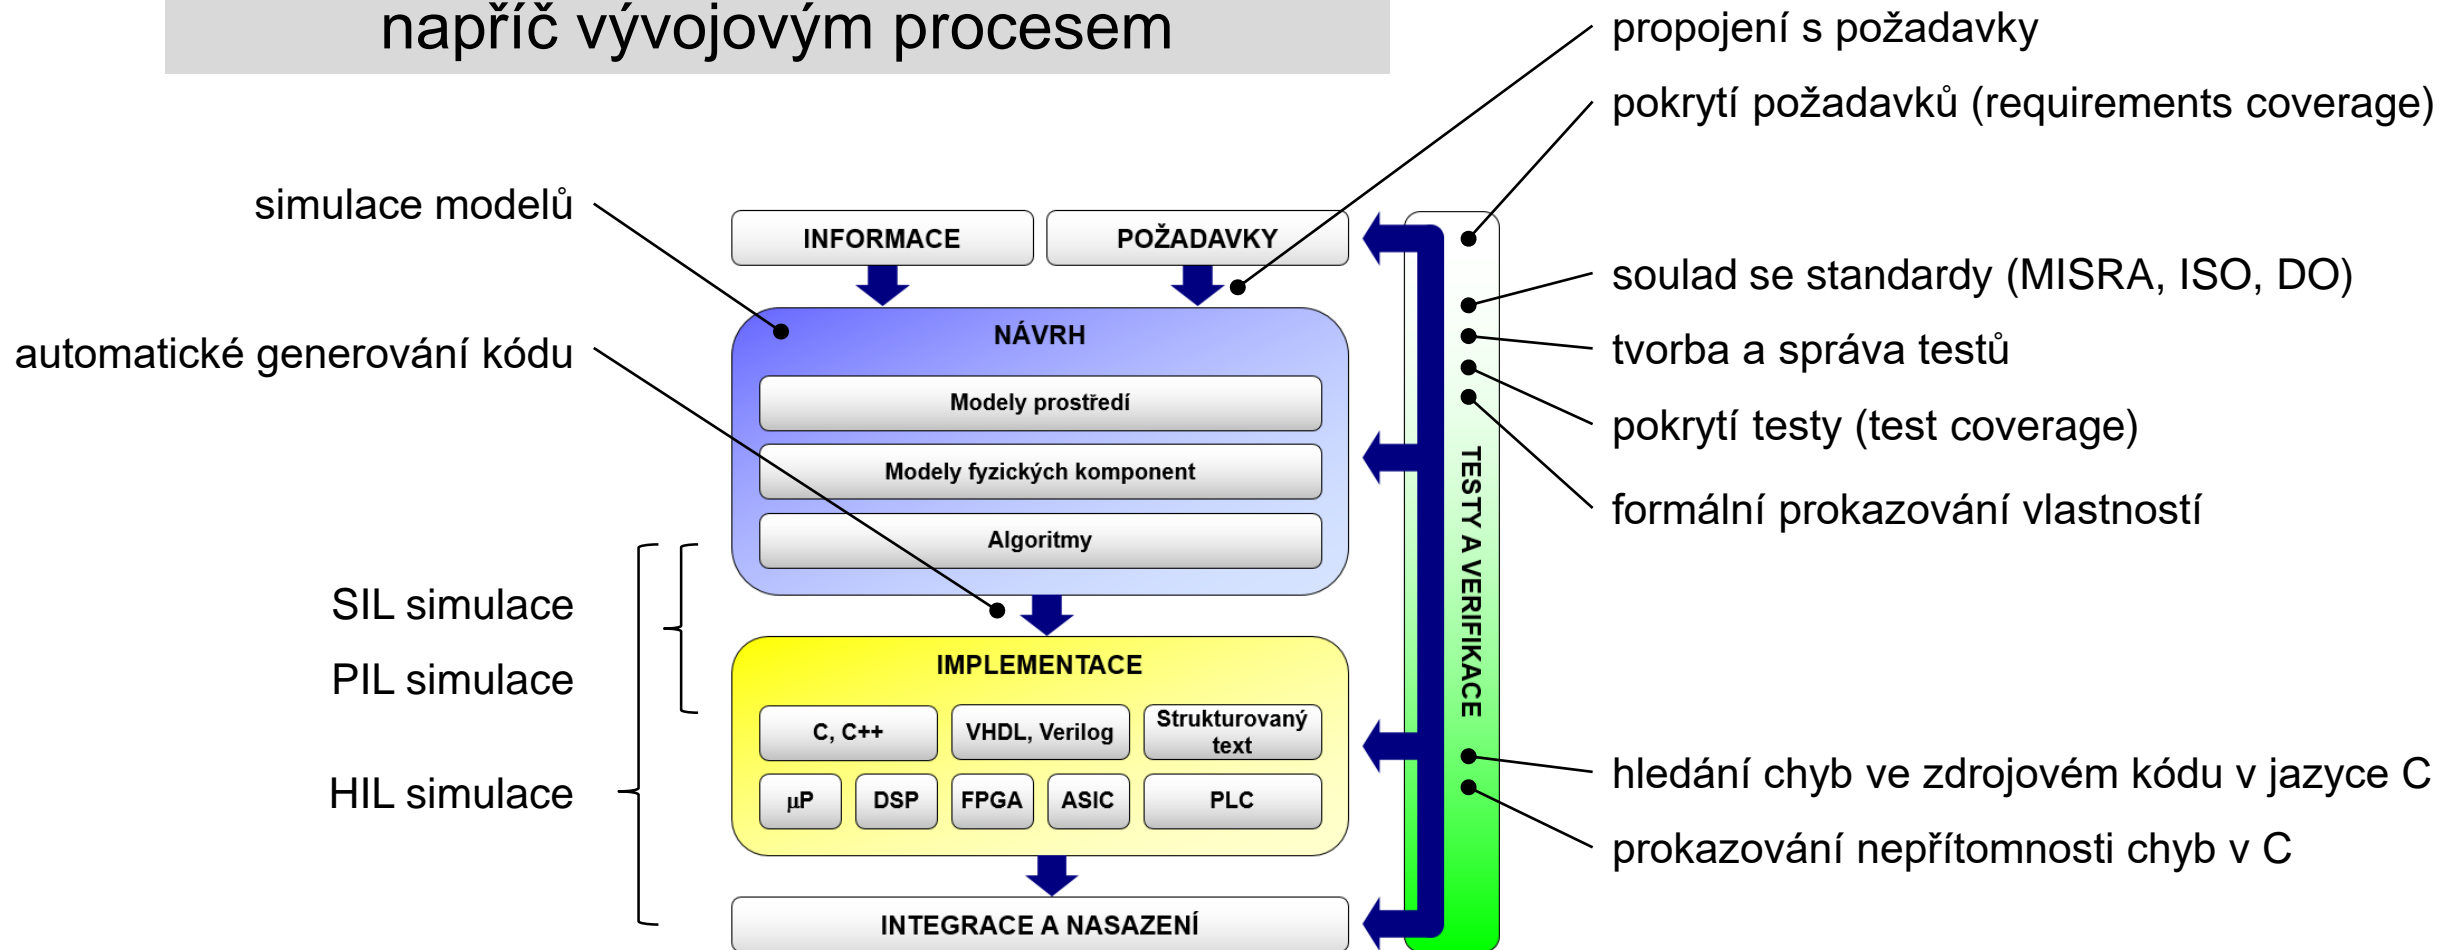 napříč vývojovým procesem
propojení s požadavky
pokrytí požadavků (requirements coverage)
simulace modelů
INFORMACE
POŽADAVKY
soulad se standardy (MISRA, ISO, DO)
NÁVRH
automatické generování kódu
tvorba a správa testů
Modely prostředí
pokrytí testy (test coverage)
Modely fyzických komponent
formální prokazování vlastností
Algoritmy
TESTY A VERIFIKACE
SIL simulace
PIL simulace
IMPLEMENTACE
C, C++
VHDL, Verilog
Strukturovaný
text
HIL simulace
µP
DSP
FPGA
ASIC
PLC
hledání chyb ve zdrojovém kódu v jazyce C
prokazování nepřítomnosti chyb v C
INTEGRACE A NASAZENÍ